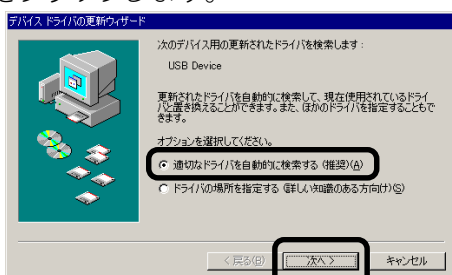 をクリックします。
デバイス ドライバの更新ウィザード
次のデバイス用の更新されたドライバを検索します :
USB Device
更新されたドライバを自動的に検索して、現在使用されているドライ
バと置き換えることができます。また、ほかのドライバを指定することもで
きます。
オプションを選択してください。
適切なドライバを自動的に検索する (推奨)(A)
ドライバの場所を指定する (詳しい知識のある方向け)(S)
< 戻る(B)
次へ >
キャンセル